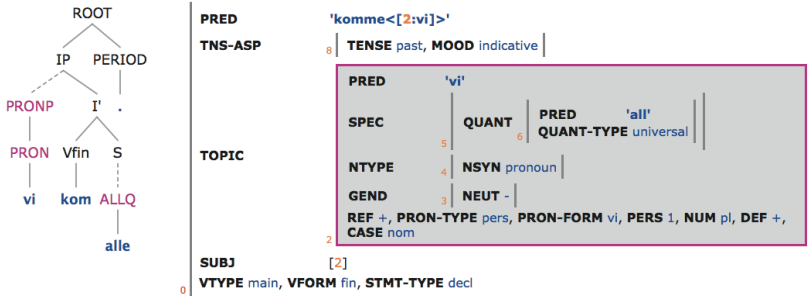 ROOT
IP PERIOD
PRONP I' .
PRON Vfin S
vi kom ALLQ
alle
PRED 'komme<[2:vi]>'
TNS-ASP 8 TENSE past, MOOD indicative
TOPIC
PRED 'vi'
SPEC 5 QUANT 6 PRED 'all'
QUANT-TYPE universal
NTYPE 4 NSYN pronoun
GEND 3 NEUT -
REF +, PRON-TYPE pers, PRON-FORM vi, PERS 1, NUM pl, DEF +,
2 CASE nom
SUBJ [2]
0 VTYPE main, VFORM fin, STMT-TYPE decl